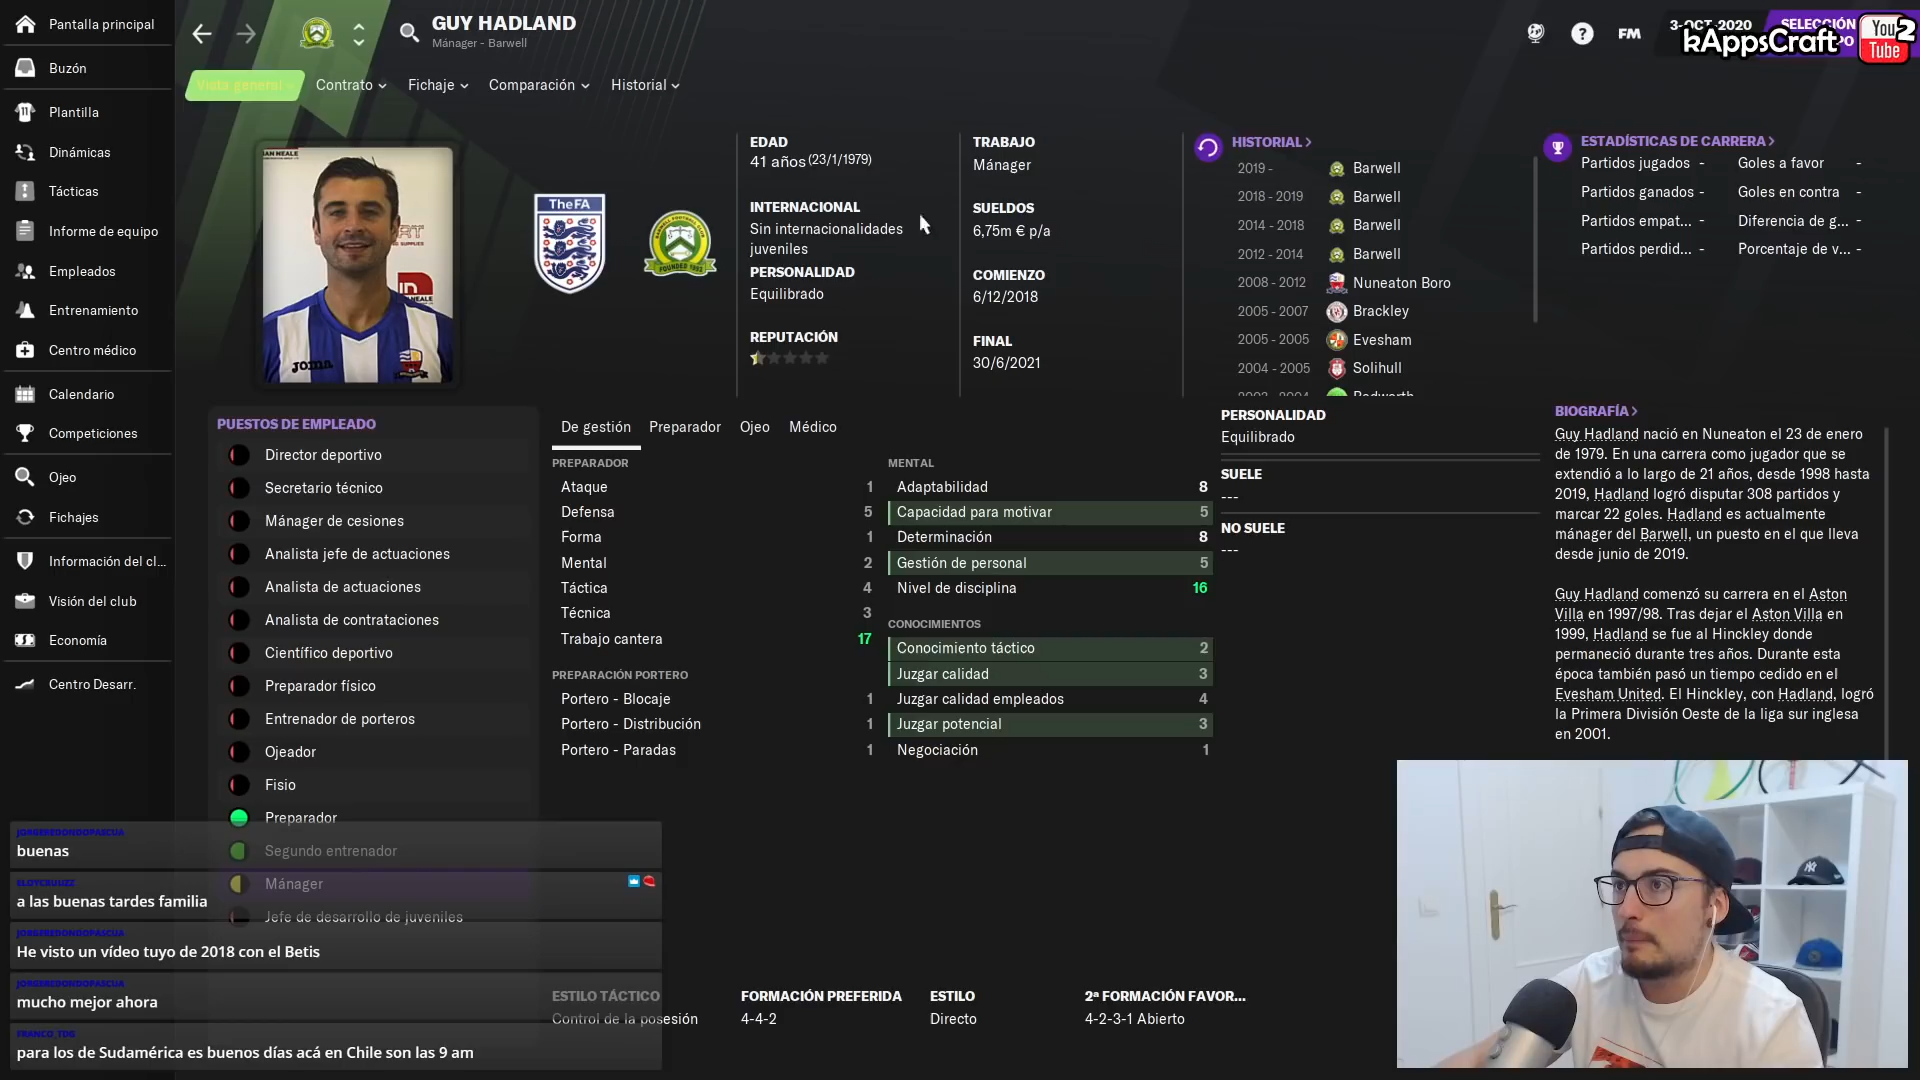 Pantalla principal
Buzón
Plantilla
Dinámicas
Tácticas
Informe de equipo
Empleados
Entrenamiento
Centro médico
Calendario
Competiciones
Ojeo
Fichajes
Información del cl...
Visión del club
Economía
Centro Desarr.
GUY HADLAND
Mánager - Barwell
FM
3-OCT-2020
SELECCIÓN
kAppsCraft
You2
Tube
Vista general
Contrato
Fichaje
Comparación
Historial
EDAD
41 años (23/1/1979)
INTERNACIONAL
Sin internacionalidades
juveniles
PERSONALIDAD
Equilibrado
REPUTACIÓN
TRABAJO
Mánager
SUELDOS
6,75m € p/a
COMIENZO
6/12/2018
FINAL
30/6/2021
TheFA
FOUNDED 1992
Joma
HISTORIAL >
2019 - Barwell
2018 - 2019 Barwell
2014 - 2018 Barwell
2012 - 2014 Barwell
2008 - 2012 Nuneaton Boro
2005 - 2007 Brackley
2005 - 2005 Evesham
2004 - 2005 Solihull
2003 - 2004 Bedworth
ESTADÍSTICAS DE CARRERA >
Partidos jugados - Goles a favor -
Partidos ganados - Goles en contra -
Partidos empat... - Diferencia de g... -
Partidos perdid... - Porcentaje de v... -
PUESTOS DE EMPLEADO
Director deportivo
Secretario técnico
Mánager de cesiones
Analista jefe de actuaciones
Analista de actuaciones
Analista de contrataciones
Científico deportivo
Preparador físico
Entrenador de porteros
Ojeador
Fisio
Preparador
Segundo entrenador
Mánager
Jefe de desarrollo de juveniles
De gestión
Preparador
Ojeo
Médico
PREPARADOR
Ataque 1
Defensa 5
Forma 1
Mental 2
Táctica 4
Técnica 3
Trabajo cantera 17
PREPARACIÓN PORTERO
Portero - Blocaje 1
Portero - Distribución 1
Portero - Paradas 1
MENTAL
Adaptabilidad 8
Capacidad para motivar 5
Determinación 8
Gestión de personal 5
Nivel de disciplina 16
CONOCIMIENTOS
Conocimiento táctico 2
Juzgar calidad 3
Juzgar calidad empleados 4
Juzgar potencial 3
Negociación 1
PERSONALIDAD
Equilibrado
SUELE
---
NO SUELE
---
BIOGRAFÍA >
Guy Hadland nació en Nuneaton el 23 de enero
de 1979. En una carrera como jugador que se
extendió a lo largo de 21 años, desde 1998 hasta
2019, Hadland logró disputar 308 partidos y
marcar 22 goles. Hadland es actualmente
mánager del Barwell, un puesto en el que lleva
desde junio de 2019.
Guy Hadland comenzó su carrera en el Aston
Villa en 1997/98. Tras dejar el Aston Villa en
1999, Hadland se fue al Hinckley donde
permaneció durante tres años. Durante esta
época también pasó un tiempo cedido en el
Evesham United. El Hinckley, con Hadland, logró
la Primera División Oeste de la liga sur inglesa
en 2001.
ESTILO TÁCTICO
Control de la posesión
FORMACIÓN PREFERIDA
4-4-2
ESTILO
Directo
2ª FORMACIÓN FAVOR...
4-2-3-1 Abierto
JORGEREDONDOPASCUA
buenas
ELOYCRUUZZ
a las buenas tardes familia
JORGEREDONDOPASCUA
He visto un vídeo tuyo de 2018 con el Betis
JORGEREDONDOPASCUA
mucho mejor ahora
FRANCO_TDG
para los de Sudamérica es buenos días acá en Chile son las 9 am